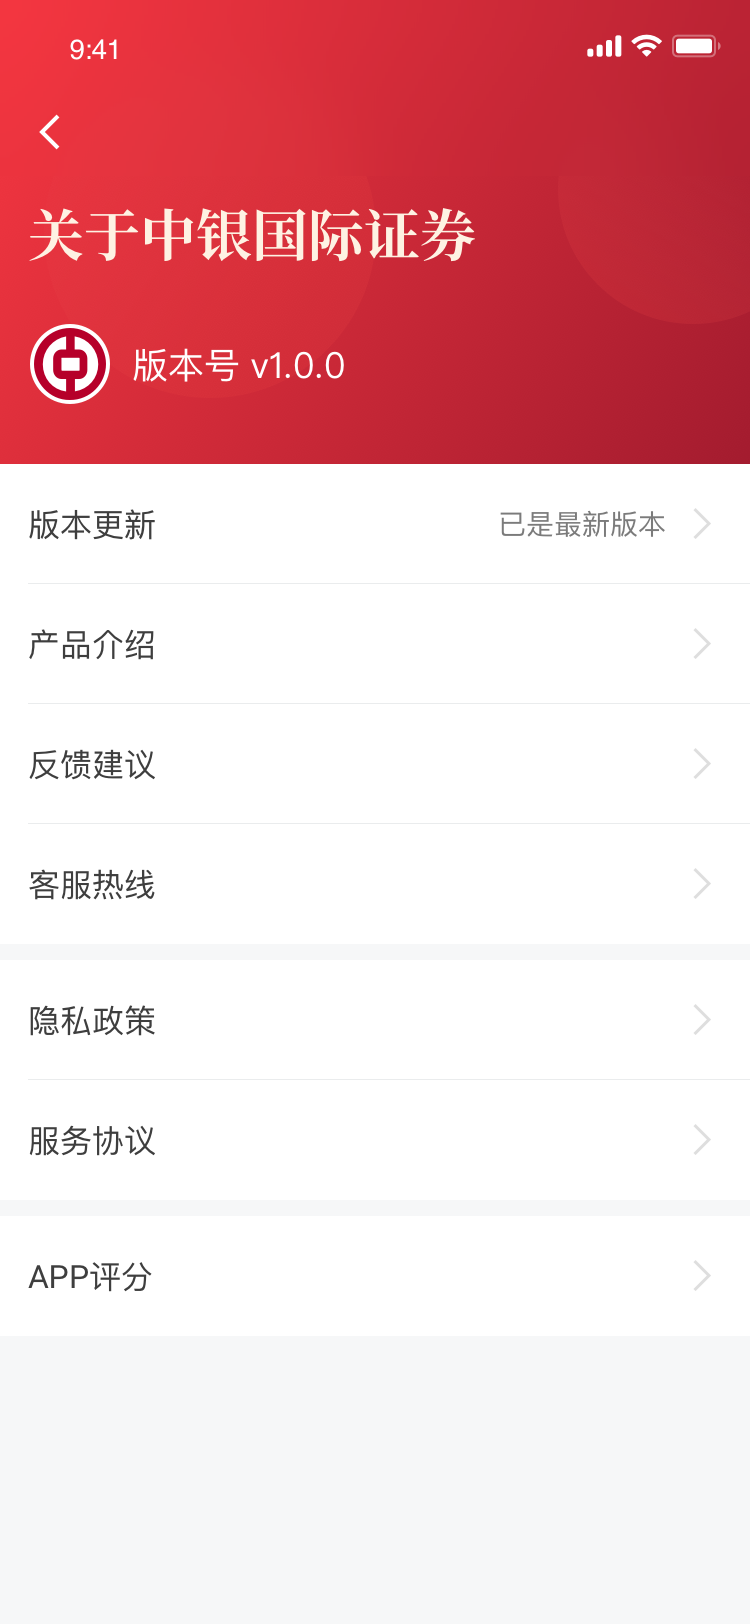 9:41
关于中银国际证券
版本号 v1.0.0
版本更新 已是最新版本
产品介绍
反馈建议
客服热线
隐私政策
服务协议
APP评分